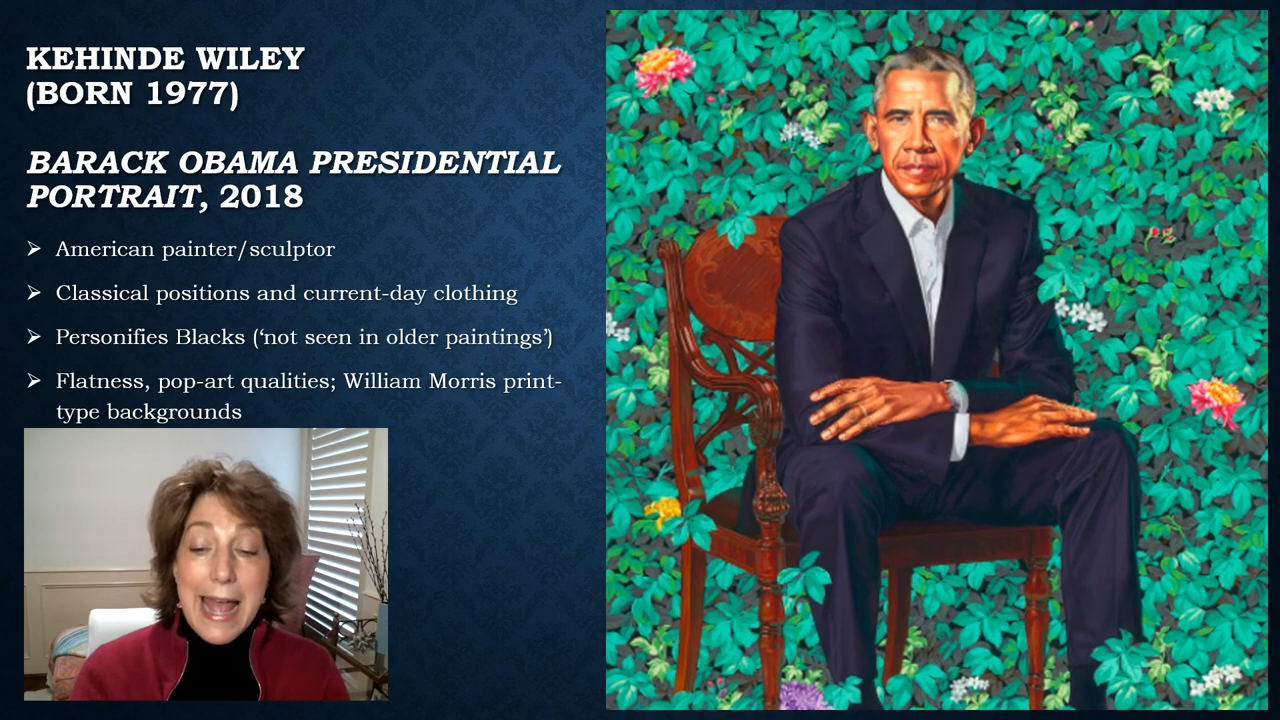 KEHINDE WILEY
(BORN 1977)
BARACK OBAMA PRESIDENTIAL
PORTRAIT, 2018
American painter/sculptor
Classical positions and current-day clothing
Personifies Blacks (‘not seen in older paintings’)
Flatness, pop-art qualities; William Morris print-
type backgrounds